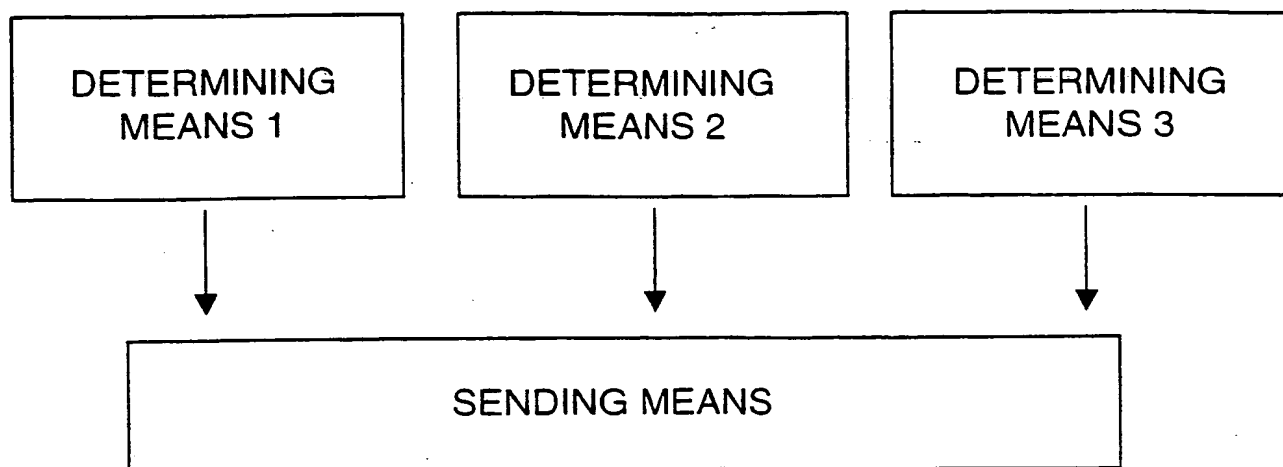 DETERMINING
MEANS 1
DETERMINING
MEANS 2
DETERMINING
MEANS 3
SENDING MEANS